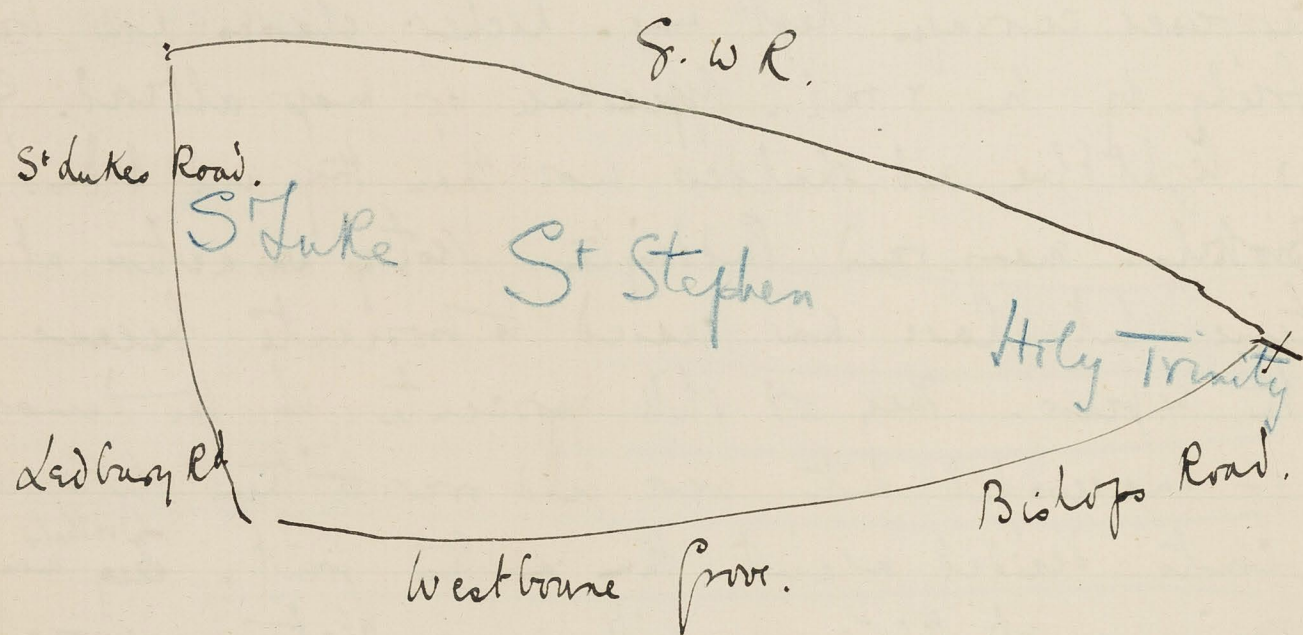 G. W R.
St Lukes Road.
St Luke
St Stephen
Holy Trinity
Ledbury Rd
Bishops Road.
Westbourne Grove.